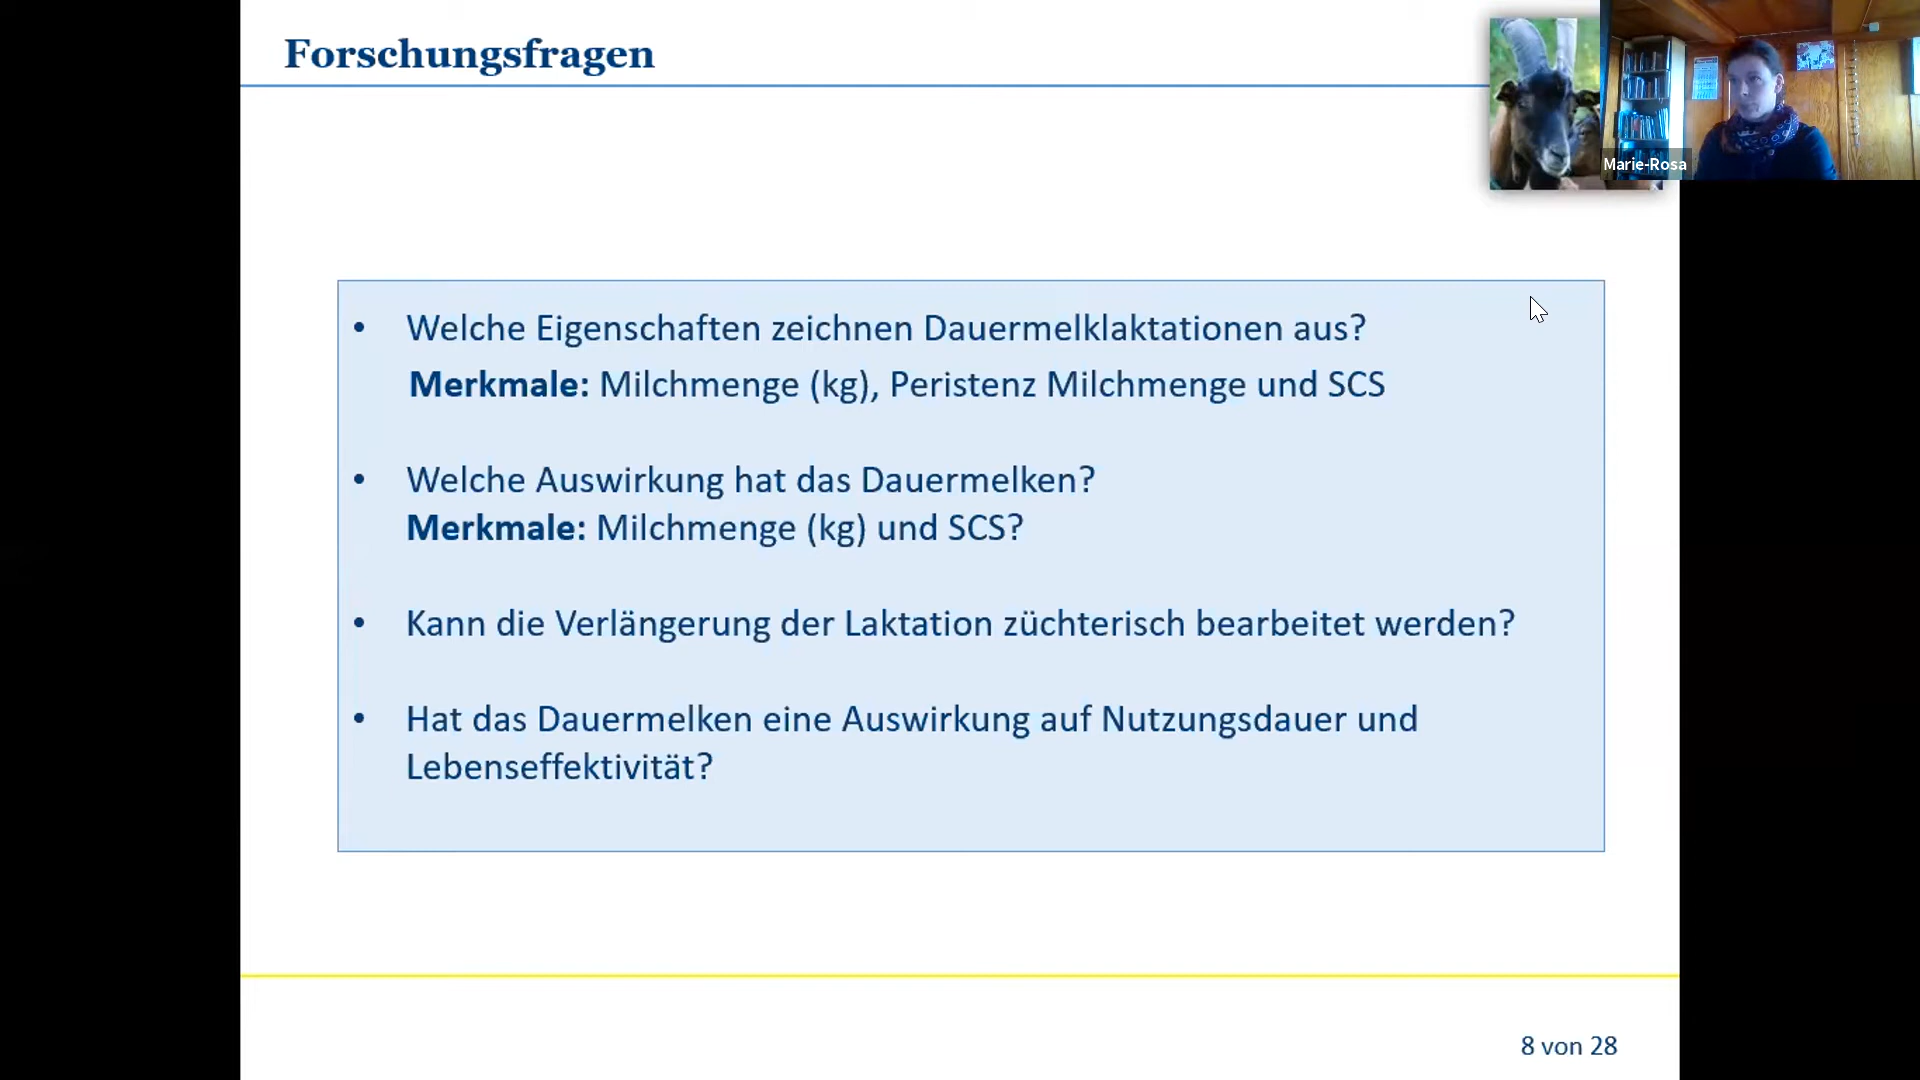 Forschungsfragen
Marie-Rosa
• Welche Eigenschaften zeichnen Dauermelklaktationen aus?
Merkmale: Milchmenge (kg), Peristenz Milchmenge und SCS
• Welche Auswirkung hat das Dauermelken?
Merkmale: Milchmenge (kg) und SCS?
• Kann die Verlängerung der Laktation züchterisch bearbeitet werden?
• Hat das Dauermelken eine Auswirkung auf Nutzungsdauer und
Lebenseffektivität?
8 von 28